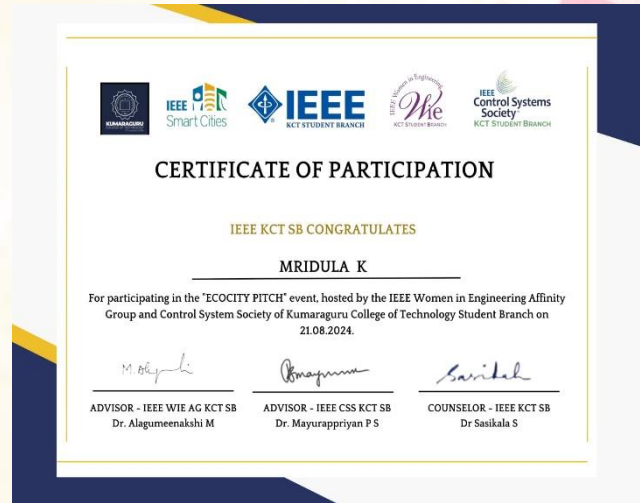 KUMARAGURU
IEEE
Smart Cities
IEEE
KCT STUDENT BRANCH
IEEE Women in Engineering
Wie
KCT STUDENT BRANCH
IEEE
Control Systems
Society
KCT STUDENT BRANCH
CERTIFICATE OF PARTICIPATION
IEEE KCT SB CONGRATULATES
MRIDULA K
For participating in the "ECOCITY PITCH" event, hosted by the IEEE Women in Engineering Affinity
Group and Control System Society of Kumaraguru College of Technology Student Branch on
21.08.2024.
ADVISOR - IEEE WIE AG KCT SB
Dr. Alagumeenakshi M
ADVISOR - IEEE CSS KCT SB
Dr. Mayurappriyan P S
COUNSELOR - IEEE KCT SB
Dr Sasikala S